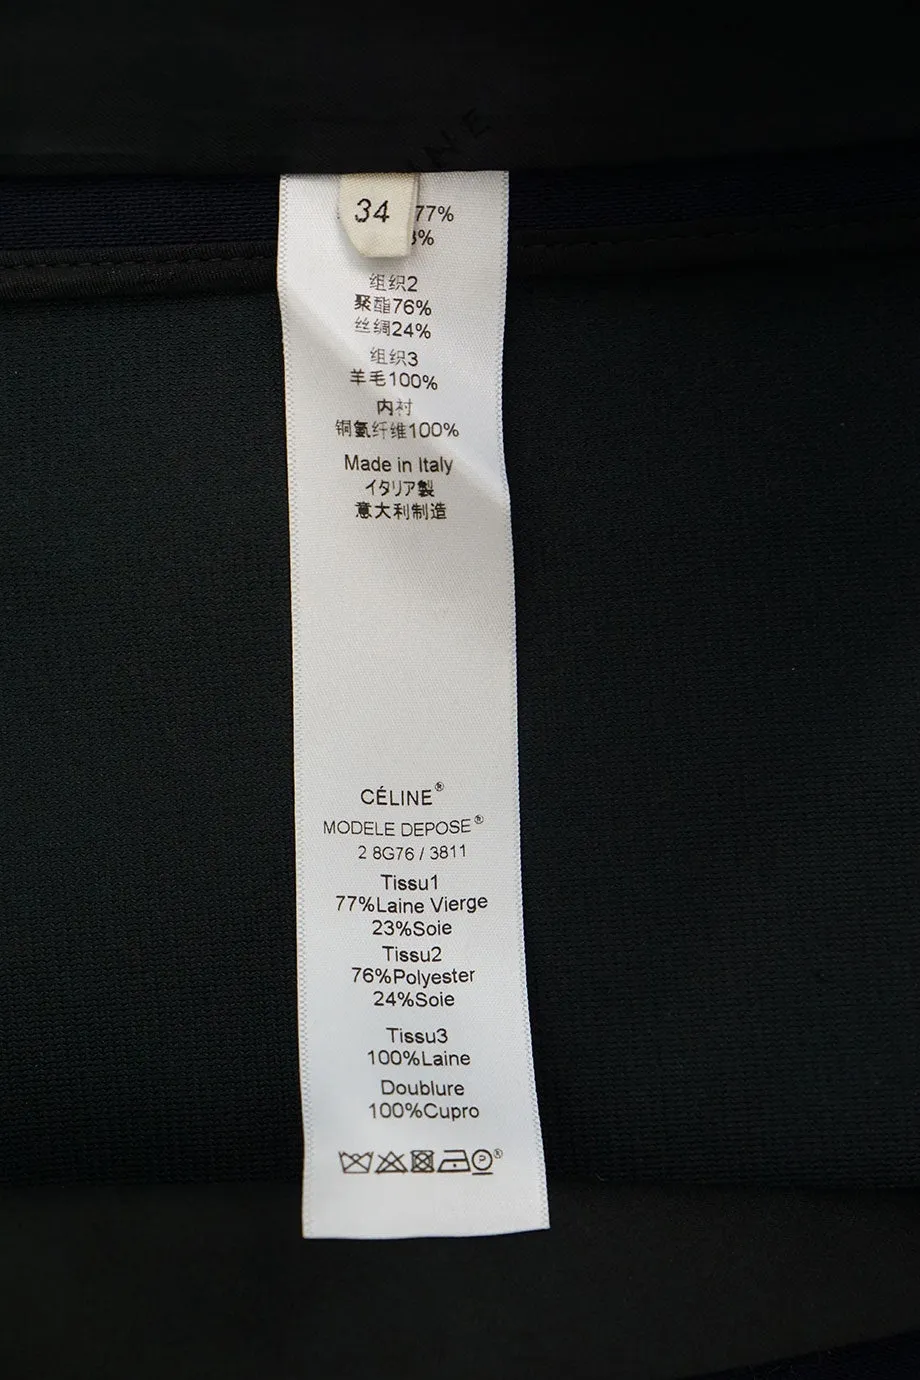 34
77%
3%
组织2
聚酯76%
丝绸24%
组织3
羊毛100%
内衬
铜氨纤维100%
Made in Italy
イタリア製
意大利制造
CÉLINE®
MODELE DEPOSE®
2 8G76 / 3811
Tissu1
77%Laine Vierge
23%Soie
Tissu2
76%Polyester
24%Soie
Tissu3
100%Laine
Doublure
100%Cupro
P
®